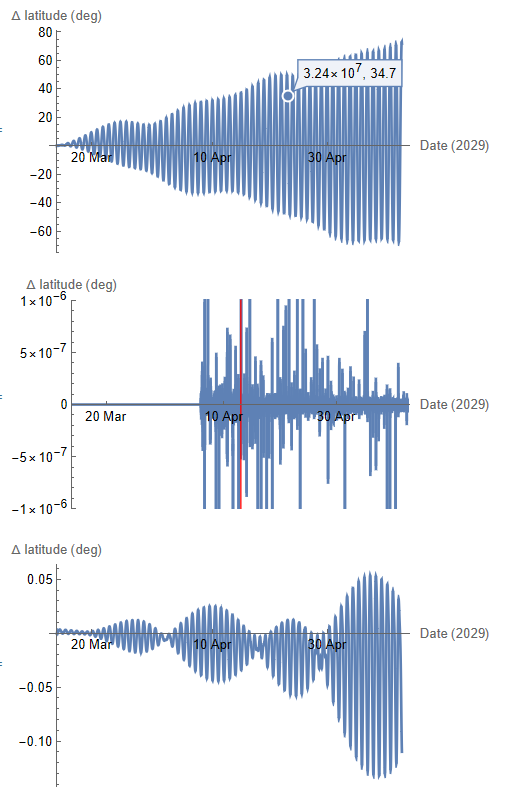 Δ latitude (deg)
80
60
3.24×10⁷, 34.7
40
20
Date (2029)
20 Mar 10 Apr 30 Apr
−20
−40
−60
Δ latitude (deg)
1×10⁻⁶
5×10⁻⁷
0
Date (2029)
20 Mar 10 Apr 30 Apr
−5×10⁻⁷
−1×10⁻⁶
Δ latitude (deg)
0.05
Date (2029)
20 Mar 10 Apr 30 Apr
−0.05
−0.10